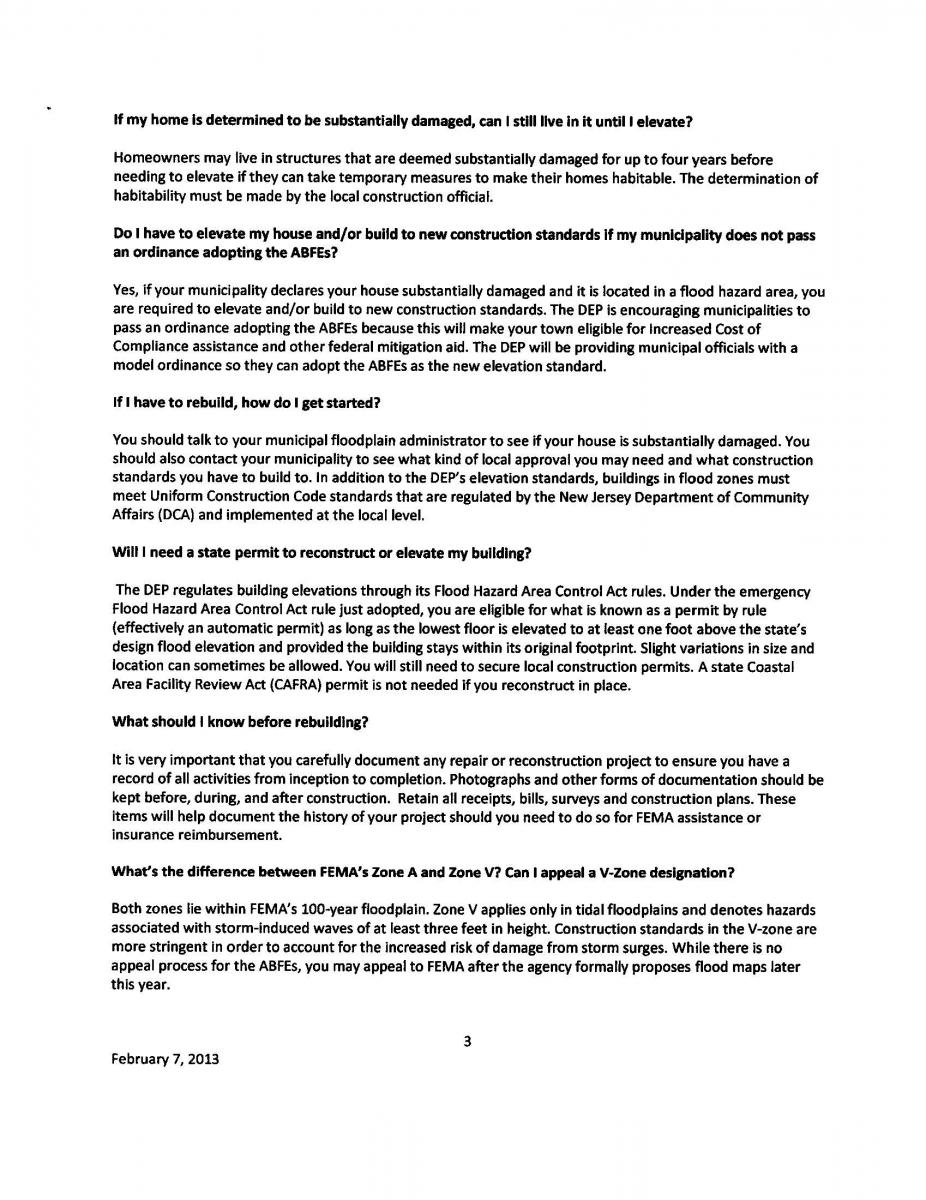 If my home is determined to be substantially damaged, can I still live in it until I elevate?
Homeowners may live in structures that are deemed substantially damaged for up to four years before
needing to elevate if they can take temporary measures to make their homes habitable. The determination of
habitability must be made by the local construction official.
Do I have to elevate my house and/or build to new construction standards if my municipality does not pass
an ordinance adopting the ABFEs?
Yes, if your municipality declares your house substantially damaged and it is located in a flood hazard area, you
are required to elevate and/or build to new construction standards. The DEP is encouraging municipalities to
pass an ordinance adopting the ABFEs because this will make your town eligible for Increased Cost of
Compliance assistance and other federal mitigation aid. The DEP will be providing municipal officials with a
model ordinance so they can adopt the ABFEs as the new elevation standard.
If I have to rebuild, how do I get started?
You should talk to your municipal floodplain administrator to see if your house is substantially damaged. You
should also contact your municipality to see what kind of local approval you may need and what construction
standards you have to build to. In addition to the DEP's elevation standards, buildings in flood zones must
meet Uniform Construction Code standards that are regulated by the New Jersey Department of Community
Affairs (DCA) and implemented at the local level.
Will I need a state permit to reconstruct or elevate my building?
The DEP regulates building elevations through its Flood Hazard Area Control Act rules. Under the emergency
Flood Hazard Area Control Act rule just adopted, you are eligible for what is known as a permit by rule
(effectively an automatic permit) as long as the lowest floor is elevated to at least one foot above the state's
design flood elevation and provided the building stays within its original footprint. Slight variations in size and
location can sometimes be allowed. You will still need to secure local construction permits. A state Coastal
Area Facility Review Act (CAFRA) permit is not needed if you reconstruct in place.
What should I know before rebuilding?
It is very important that you carefully document any repair or reconstruction project to ensure you have a
record of all activities from inception to completion. Photographs and other forms of documentation should be
kept before, during, and after construction. Retain all receipts, bills, surveys and construction plans. These
items will help document the history of your project should you need to do so for FEMA assistance or
insurance reimbursement.
What's the difference between FEMA's Zone A and Zone V? Can I appeal a V-Zone designation?
Both zones lie within FEMA's 100-year floodplain. Zone V applies only in tidal floodplains and denotes hazards
associated with storm-induced waves of at least three feet in height. Construction standards in the V-zone are
more stringent in order to account for the increased risk of damage from storm surges. While there is no
appeal process for the ABFEs, you may appeal to FEMA after the agency formally proposes flood maps later
this year.
3
February 7, 2013